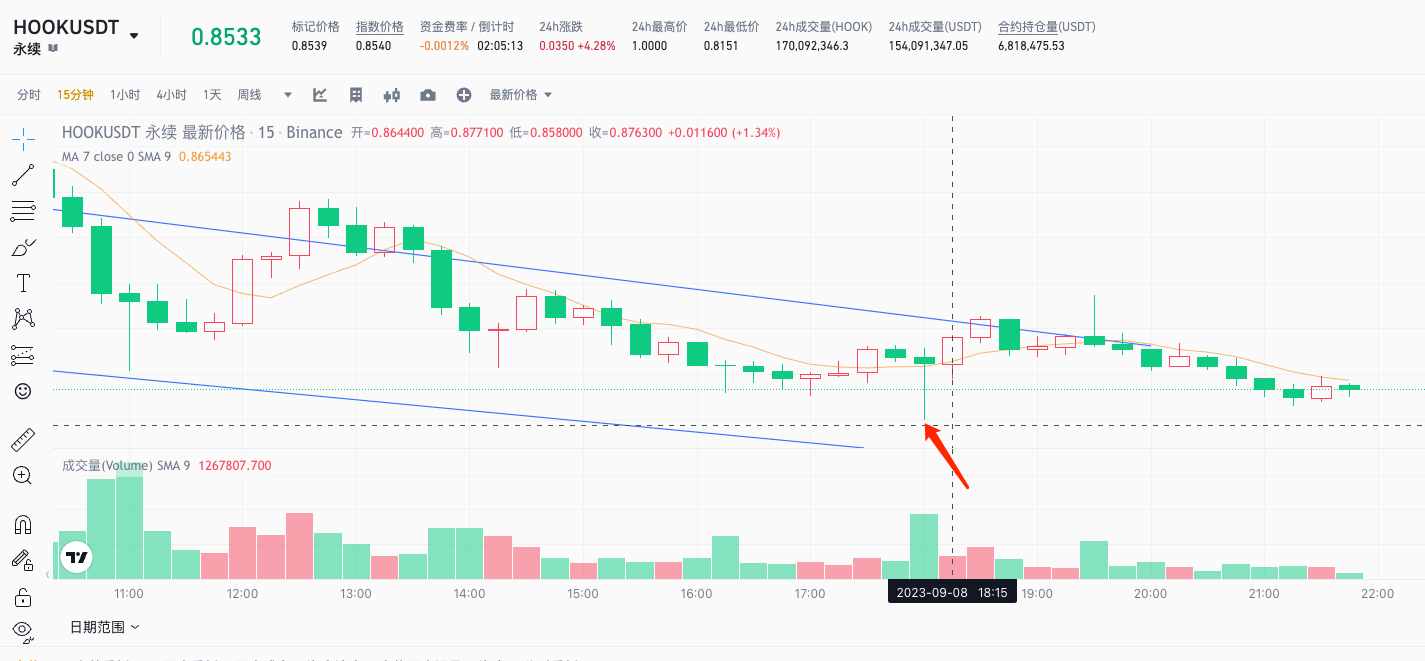 HOOKUSDT
永续
0.8533
标记价格 指数价格 资金费率 / 倒计时 24h涨跌 24h最高价 24h最低价 24h成交量(HOOK) 24h成交量(USDT) 合约持仓量(USDT)
0.8539 0.8540 -0.0012% 02:05:13 0.0350 +4.28% 1.0000 0.8151 170,092,346.3 154,091,347.05 6,818,475.53
分时 15分钟 1小时 4小时 1天 周线 最新价格
HOOKUSDT 永续 最新价格 · 15 · Binance 开=0.864400 高=0.877100 低=0.858000 收=0.876300 +0.011600 (+1.34%)
MA 7 close 0 SMA 9 0.865443
T
成交量(Volume) SMA 9 1267807.700
11:00 12:00 13:00 14:00 15:00 16:00 17:00 2023-09-08 18:15 19:00 20:00 21:00 22:00
日期范围